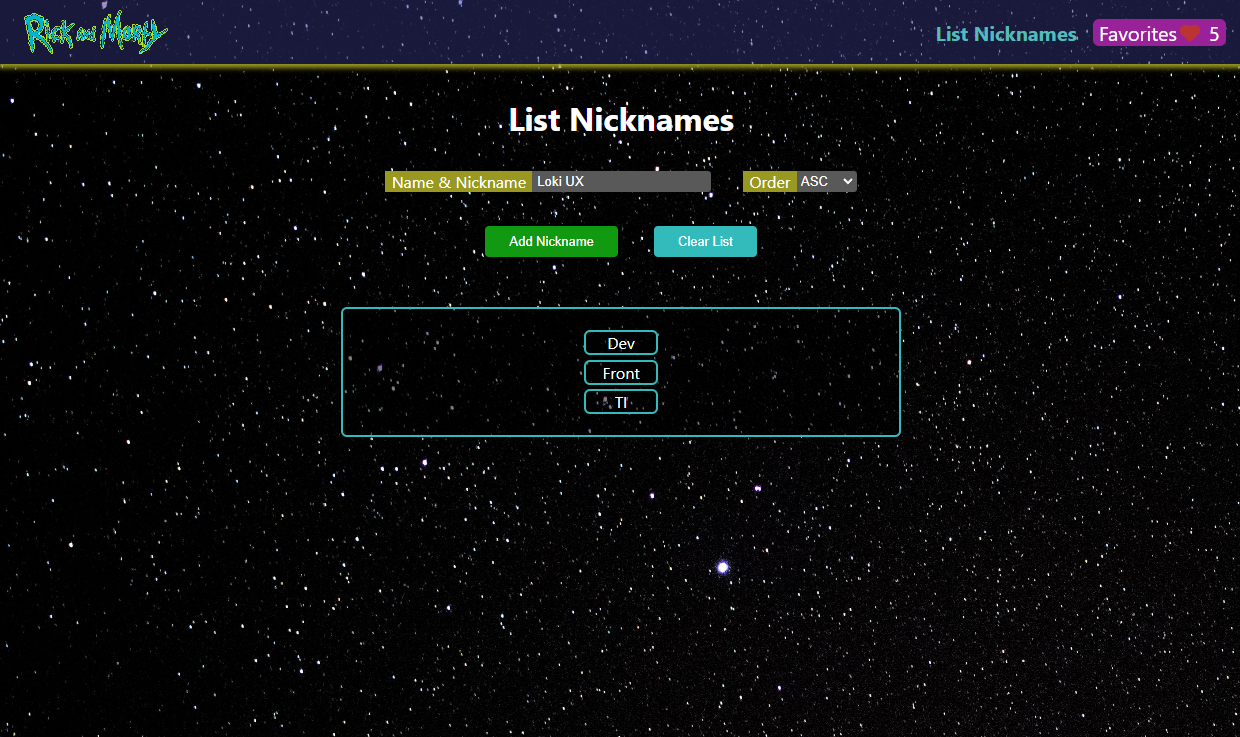 Rick and Morty
List Nicknames
Favorites 5
List Nicknames
Name & Nickname Loki UX Order ASC
Add Nickname Clear List
Dev
Front
TI